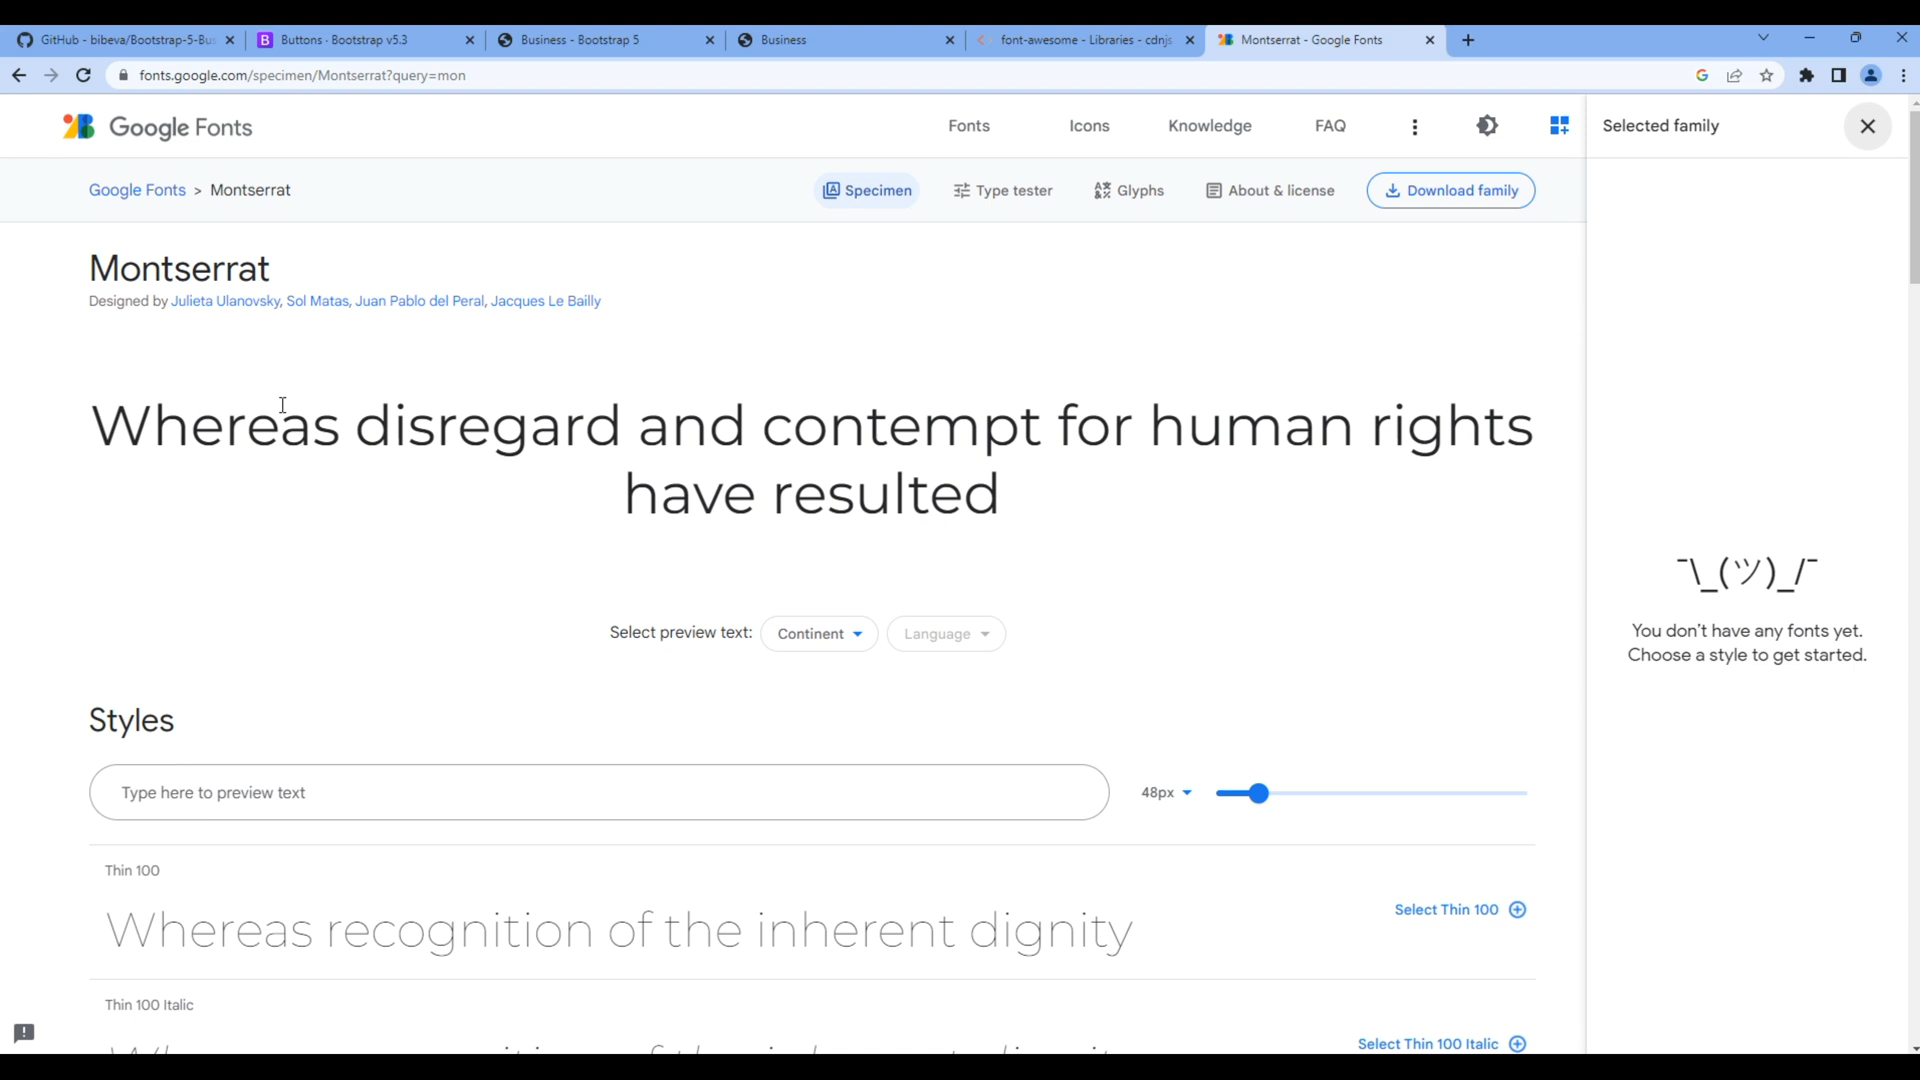 GitHub - bibeva/Bootstrap-5-Bus
Buttons · Bootstrap v5.3
Business - Bootstrap 5
Business
font-awesome - Libraries - cdnjs
Montserrat - Google Fonts
fonts.google.com/specimen/Montserrat?query=mon
Google Fonts
Fonts
Icons
Knowledge
FAQ
Selected family
Google Fonts > Montserrat
Specimen
Type tester
Glyphs
About & license
Download family
Montserrat
Designed by Julieta Ulanovsky, Sol Matas, Juan Pablo del Peral, Jacques Le Bailly
Whereas disregard and contempt for human rights
have resulted
¯\_(ツ)_/¯
You don't have any fonts yet.
Choose a style to get started.
Select preview text:
Continent
Language
Styles
Type here to preview text
48px
Thin 100
Whereas recognition of the inherent dignity
Select Thin 100
Thin 100 Italic
Select Thin 100 Italic